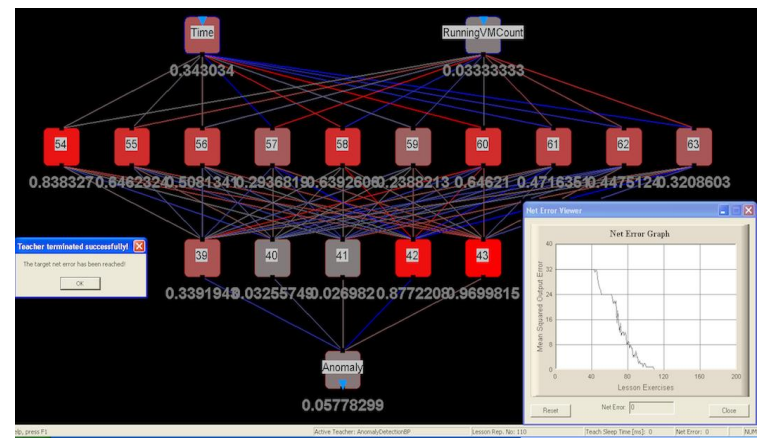 Time RunningVMCount
0.343034 0.03333333
54 55 56 57 58 59 60 61 62 63
0.838327 0.6462324 0.5081341 0.2936819 0.6392606 0.2388213 0.64621 0.4716351 0.4475124 0.3208603
Net Error Viewer
Net Error Graph
Mean Squared Output Error
40
32
24
16
8
0
0 40 80 120 160 200
Lesson Exercises
Reset Net Error: 0 Close
Teacher terminated successfully!
The target net error has been reached!
OK
39 40 41 42 43
0.3391943 0.03255749 0.026982 0.8772208 0.9699815
Anomaly
0.05778299
elp, press F1 Active Teacher: AnomalyDetectionBP Lesson Rep. No: 110 Teach Sleep Time [ms]: 0 Net Error: 0 NUM